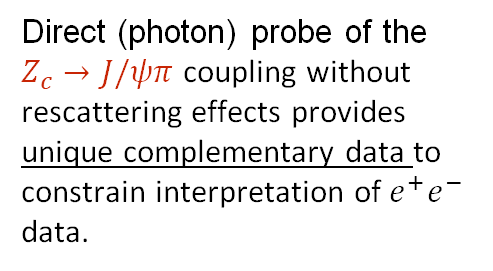 Direct (photon) probe of the
Z_c → J/ψπ coupling without
rescattering effects provides
unique complementary data to
constrain interpretation of e⁺e⁻
data.